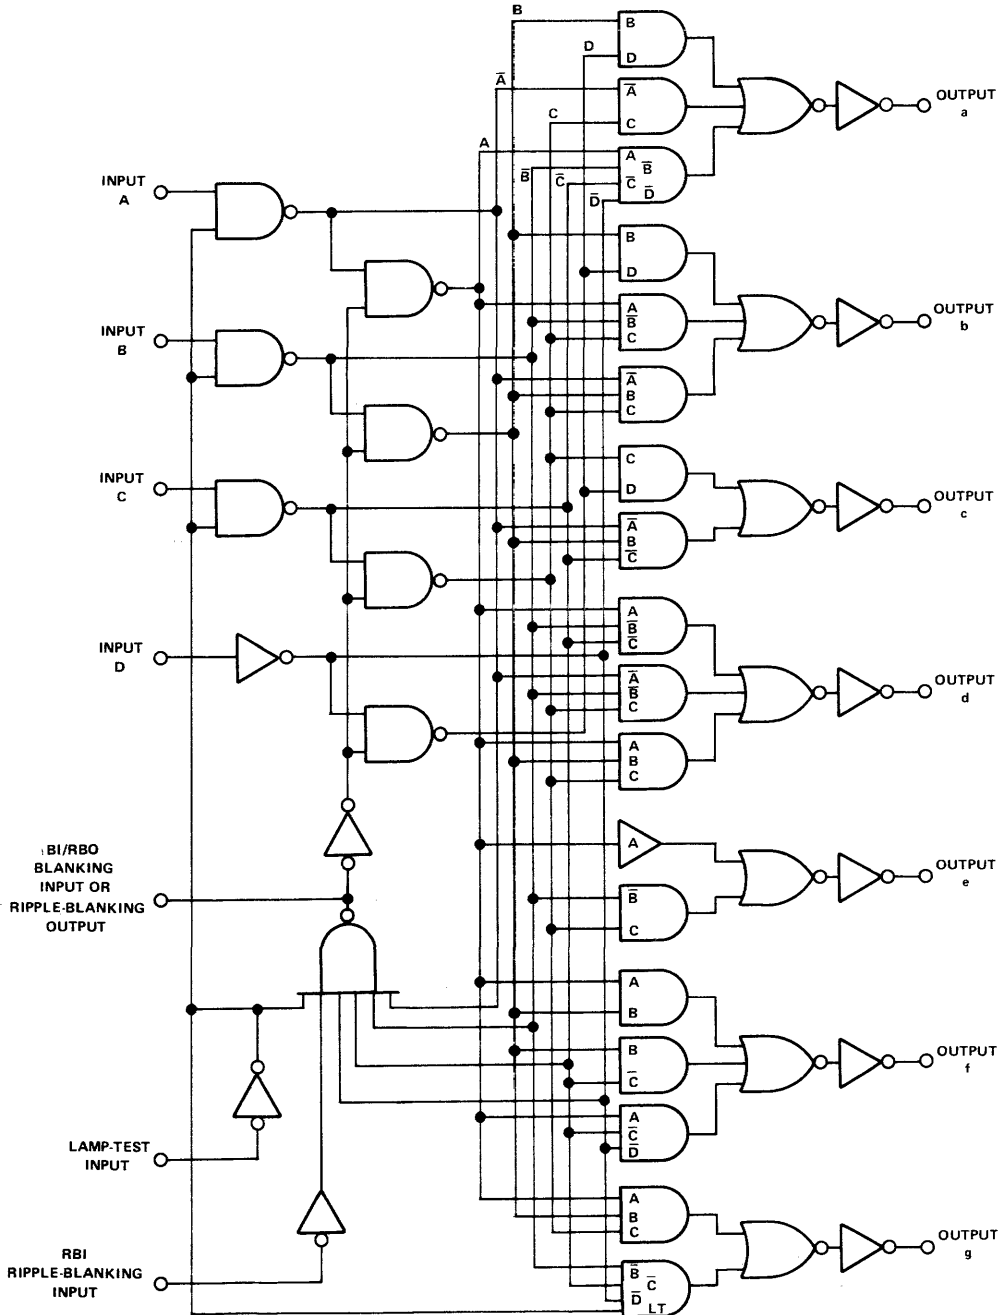 B
B
D
D
A̅
A̅
C
C
OUTPUT
a
A
A
B̅
B̅
C̅
C̅
D̅
D̅
INPUT
A
B
D
A
B̅
C
OUTPUT
b
INPUT
B
A̅
B
C
C
D
OUTPUT
c
INPUT
C
A̅
B
C̅
A
B̅
C̅
INPUT
D
A̅
B̅
C
OUTPUT
d
A
B
C
BI/RBO
BLANKING
INPUT OR
RIPPLE-BLANKING
OUTPUT
A
OUTPUT
e
B̅
C
A
B
B
C̅
OUTPUT
f
A
C̅
D̅
LAMP-TEST
INPUT
A
B
C
OUTPUT
g
RBI
RIPPLE-BLANKING
INPUT
B̅
C̅
D̅
LT